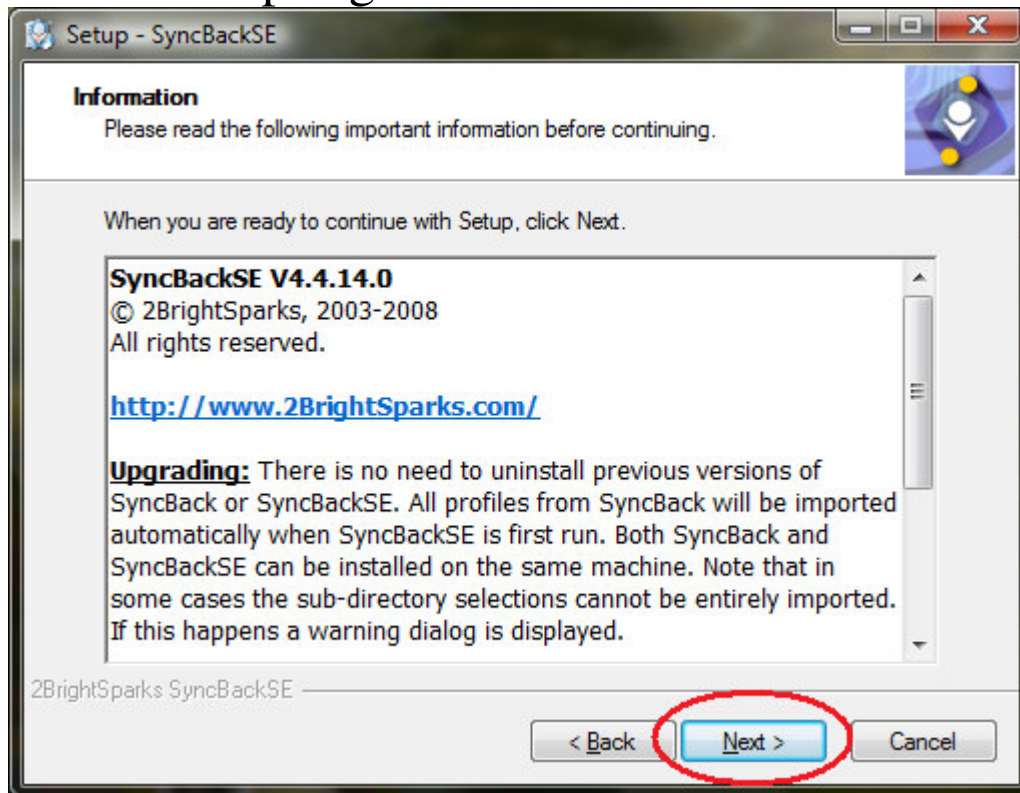 Setup - SyncBackSE
Information
Please read the following important information before continuing.
When you are ready to continue with Setup, click Next.
SyncBackSE V4.4.14.0
© 2BrightSparks, 2003-2008
All rights reserved.
http://www.2BrightSparks.com/
Upgrading: There is no need to uninstall previous versions of
SyncBack or SyncBackSE. All profiles from SyncBack will be imported
automatically when SyncBackSE is first run. Both SyncBack and
SyncBackSE can be installed on the same machine. Note that in
some cases the sub-directory selections cannot be entirely imported.
If this happens a warning dialog is displayed.
2BrightSparks SyncBackSE
< Back Next > Cancel